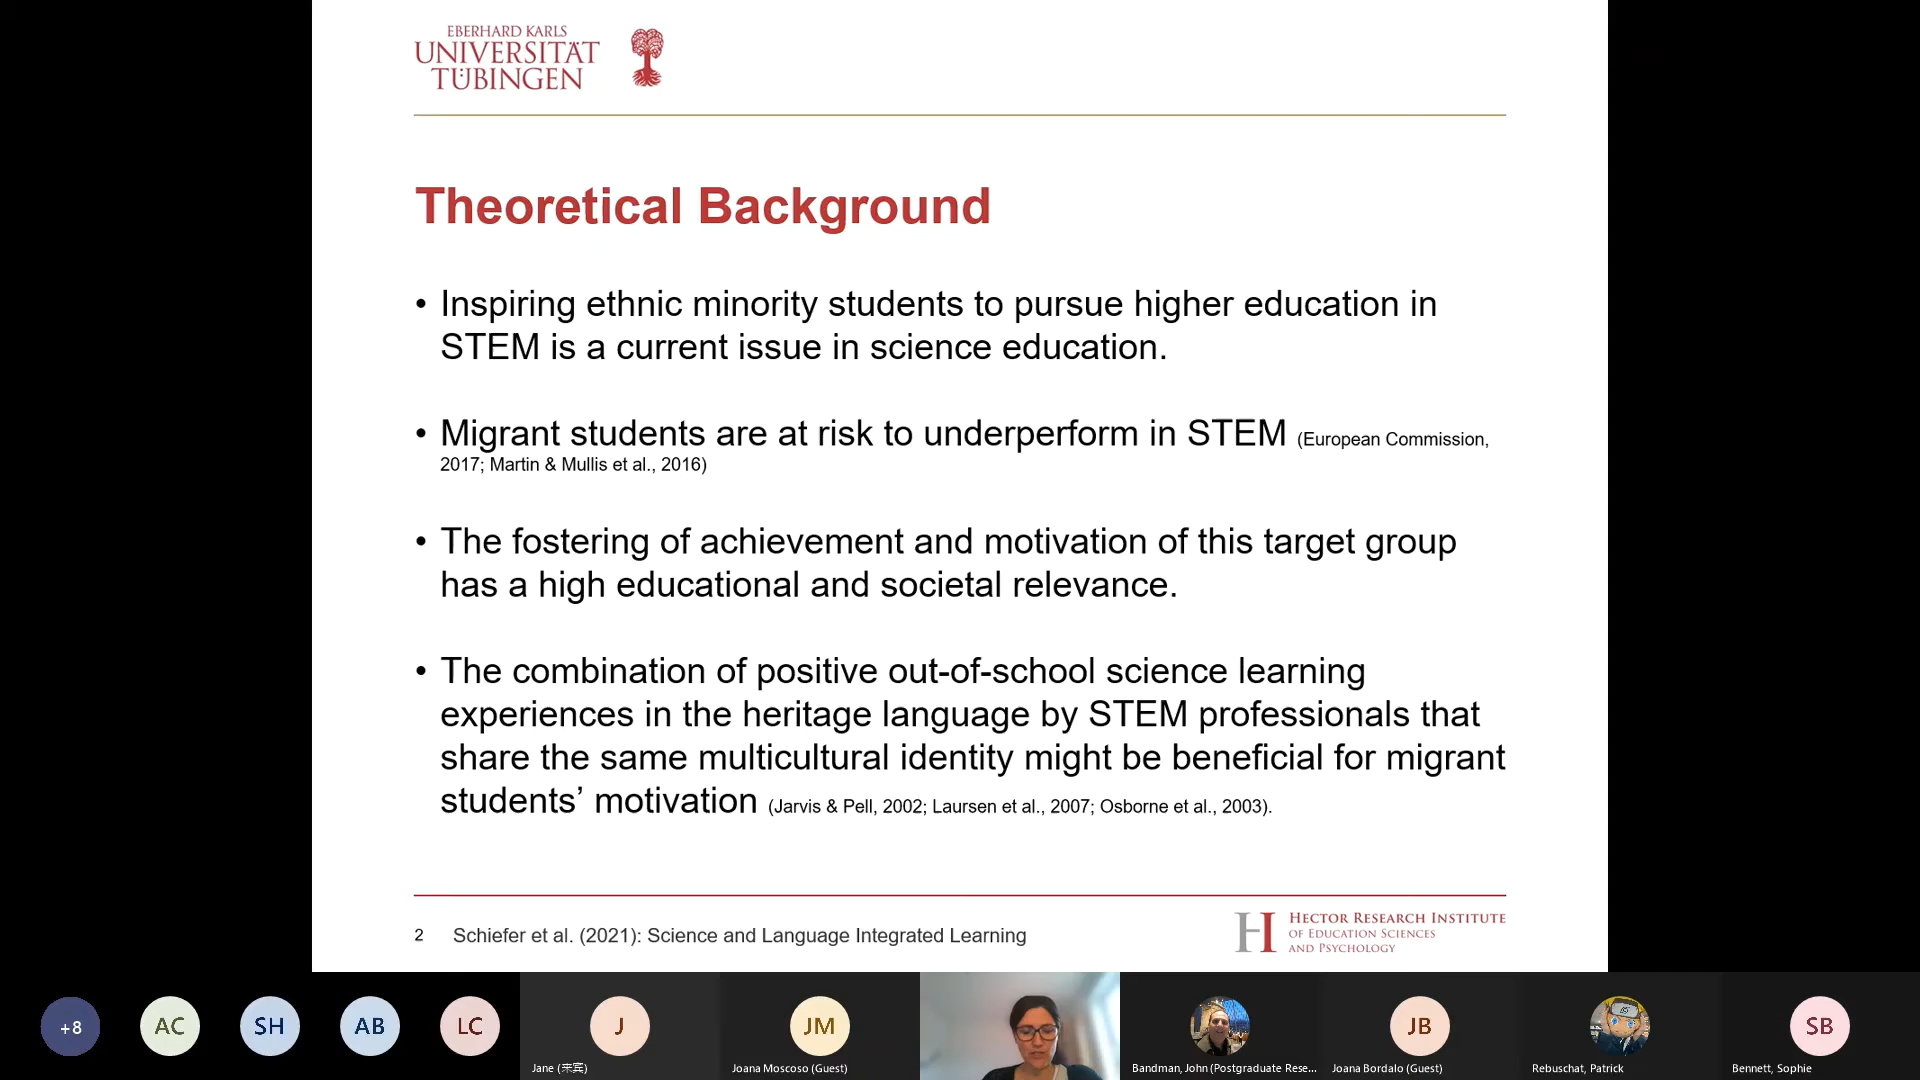 EBERHARD KARLS
UNIVERSITÄT
TÜBINGEN
Theoretical Background
• Inspiring ethnic minority students to pursue higher education in
STEM is a current issue in science education.
• Migrant students are at risk to underperform in STEM (European Commission,
2017; Martin & Mullis et al., 2016)
• The fostering of achievement and motivation of this target group
has a high educational and societal relevance.
• The combination of positive out-of-school science learning
experiences in the heritage language by STEM professionals that
share the same multicultural identity might be beneficial for migrant
students’ motivation (Jarvis & Pell, 2002; Laursen et al., 2007; Osborne et al., 2003).
2 Schiefer et al. (2021): Science and Language Integrated Learning
H HECTOR RESEARCH INSTITUTE
OF EDUCATION SCIENCES
AND PSYCHOLOGY
+8 AC SH AB LC J JM JB SB
Jane (来宾) Joana Moscoso (Guest) Bandman, John (Postgraduate Rese... Joana Bordalo (Guest) Rebuschat, Patrick Bennett, Sophie